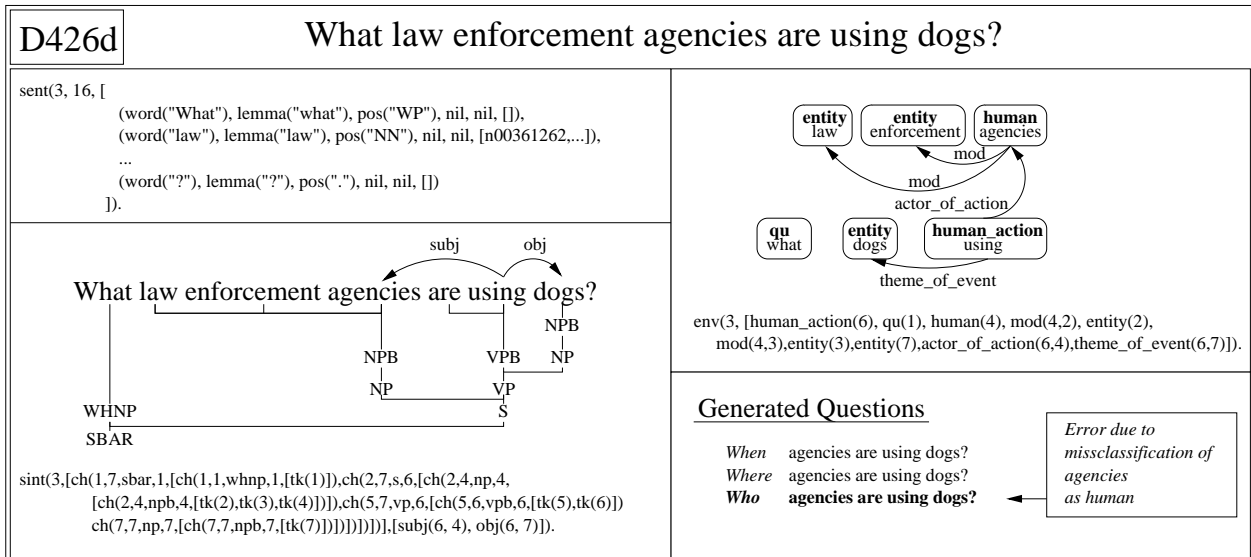 D426d
What law enforcement agencies are using dogs?
sent(3, 16, [
(word("What"), lemma("what"), pos("WP"), nil, nil, []),
(word("law"), lemma("law"), pos("NN"), nil, nil, [n00361262,...]),
...
(word("?"), lemma("?"), pos("."), nil, nil, [])
]).
subj obj
What law enforcement agencies are using dogs?
NPB
NPB VPB NP
NP VP
WHNP S
SBAR
sint(3,[ch(1,7,sbar,1,[ch(1,1,whnp,1,[tk(1)]),ch(2,7,s,6,[ch(2,4,np,4,
[ch(2,4,npb,4,[tk(2),tk(3),tk(4)])]),ch(5,7,vp,6,[ch(5,6,vpb,6,[tk(5),tk(6)])
ch(7,7,np,7,[ch(7,7,npb,7,[tk(7)])])])])])],[subj(6, 4), obj(6, 7)]).
entity entity human
law enforcement agencies
mod
mod
actor_of_action
qu entity human_action
what dogs using
theme_of_event
env(3, [human_action(6), qu(1), human(4), mod(4,2), entity(2),
mod(4,3),entity(3),entity(7),actor_of_action(6,4),theme_of_event(6,7)]).
Generated Questions
When agencies are using dogs?
Where agencies are using dogs?
Who agencies are using dogs?
Error due to
missclassification of
agencies
as human